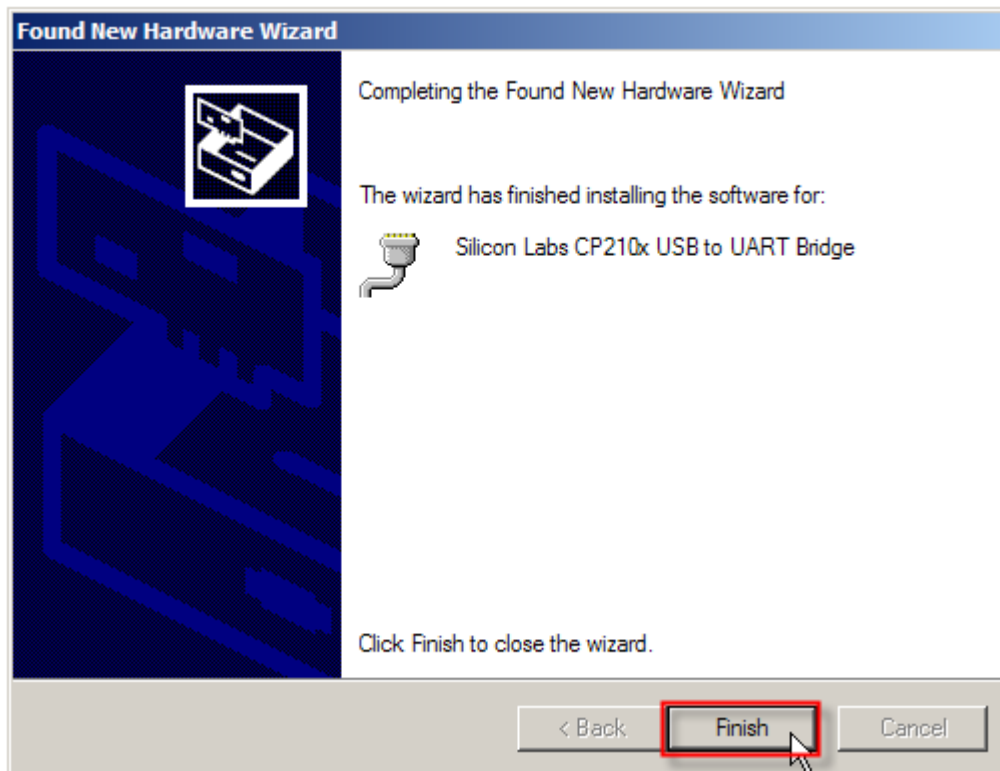 Found New Hardware Wizard
Completing the Found New Hardware Wizard
The wizard has finished installing the software for:
Silicon Labs CP210x USB to UART Bridge
Click Finish to close the wizard.
< Back
Finish
Cancel